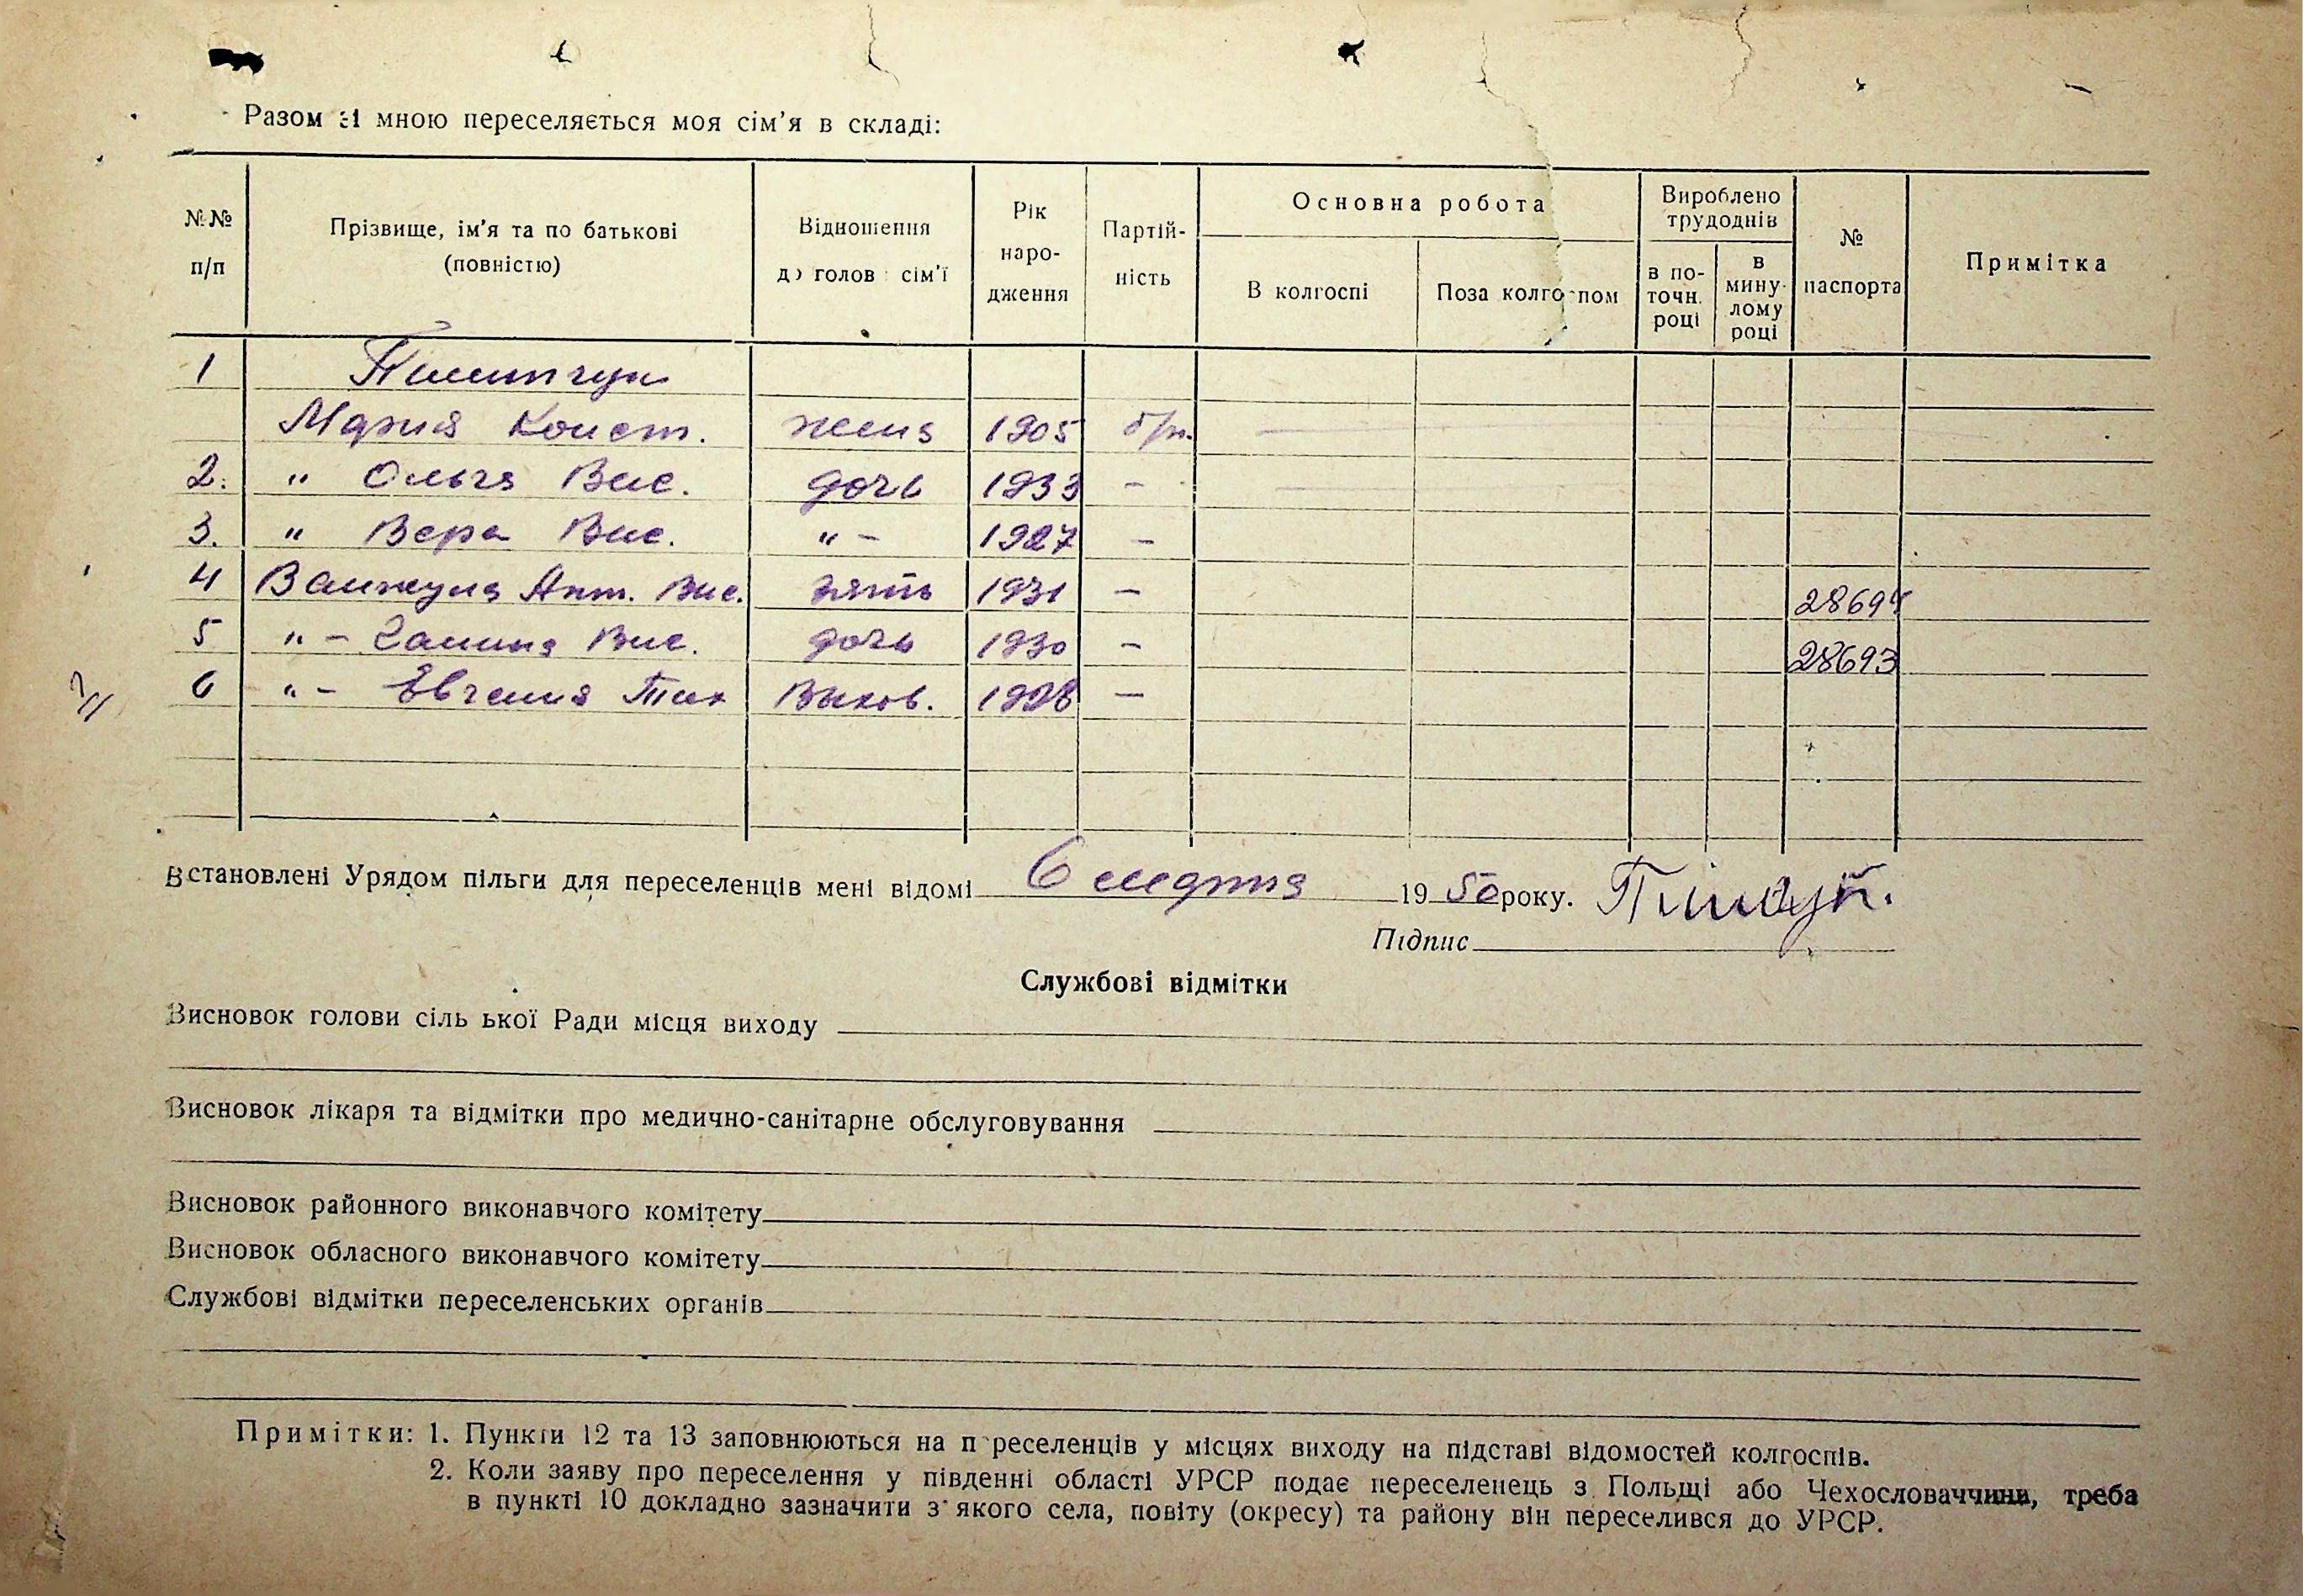 Разом зі мною переселяється моя сім’я в складі:
№№ п/п
Прізвище, ім’я та по батькові (повністю)
Відношення до голов сім’ї
Рік народження
Партійність
Основна робота
В колгоспі
Поза колгоспом
Вироблено трудоднів
в поточн. році
в минулому році
№ паспорта
Примітка
1
Мария Конст. жена 1905 б/п.
2. " Ольга Вас. дочь 1933 -
3. " Вера Вас. " - 1927 -
4 Ант. Вас. зять 1931 - 28694
5 " - Галина Вас. дочь 1930 - 28693
6 " - Евгения 1928 -
Встановлені Урядом пільги для переселенців мені відомі 6 марта 1950 року.
Підпис
Службові відмітки
Висновок голови сільської Ради місця виходу
Висновок лікаря та відмітки про медично-санітарне обслуговування
Висновок районного виконавчого комітету
Висновок обласного виконавчого комітету
Службові відмітки переселенських органів
Примітки: 1. Пункти 12 та 13 заповнюються на переселенців у місцях виходу на підставі відомостей колгоспів.
2. Коли заяву про переселення у південні області УРСР подає переселенець з Польщі або Чехословаччини, треба
в пункті 10 докладно зазначити з якого села, повіту (окресу) та району він переселився до УРСР.